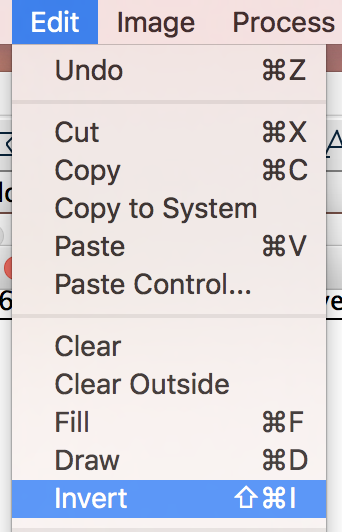 Edit Image Process
Undo ⌘Z
Cut ⌘X
Copy ⌘C
Copy to System
Paste ⌘V
Paste Control...
Clear
Clear Outside
Fill ⌘F
Draw ⌘D
Invert ⇧⌘I